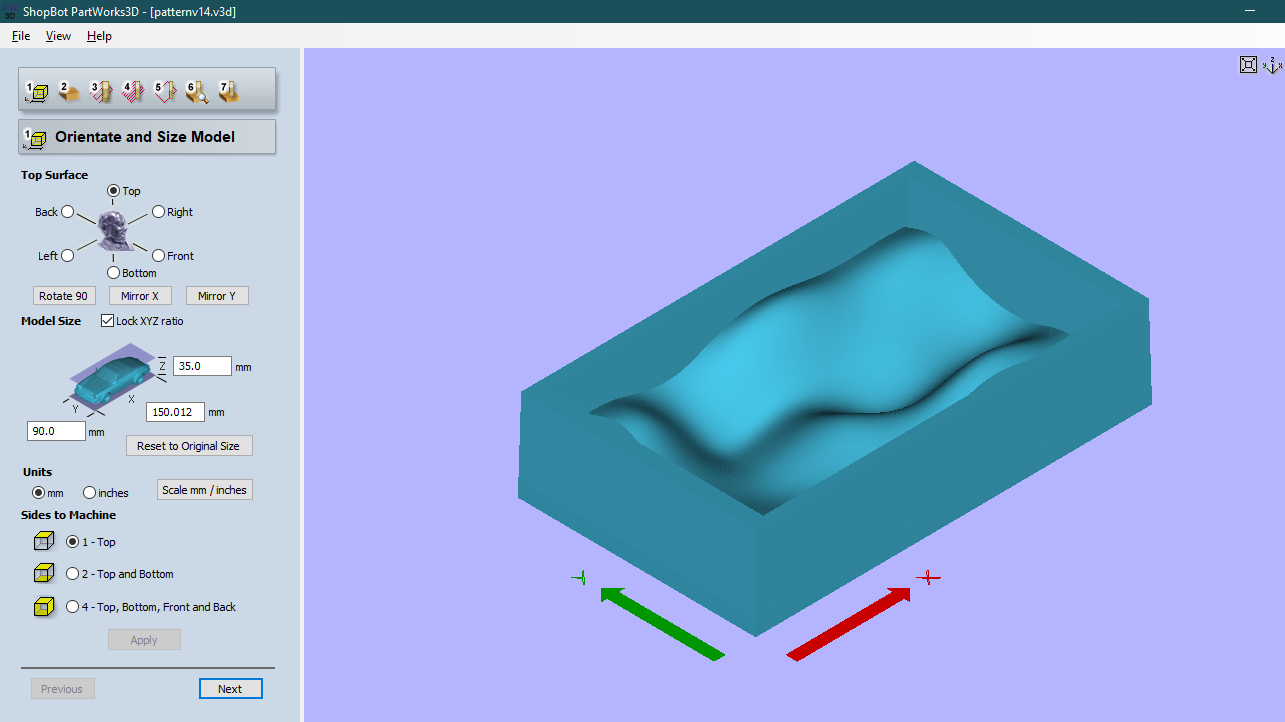 ShopBot PartWorks3D - [patternv14.v3d]
File View Help
1 2 3 4 5 6 7
1 Orientate and Size Model
Top Surface
Top
Back Right
Left Front
Bottom
Rotate 90 Mirror X Mirror Y
Model Size Lock XYZ ratio
Z 35.0 mm
Y X 150.012 mm
90.0 mm
Reset to Original Size
Units
mm inches Scale mm / inches
Sides to Machine
1 - Top
2 - Top and Bottom
4 - Top, Bottom, Front and Back
Apply
Previous Next